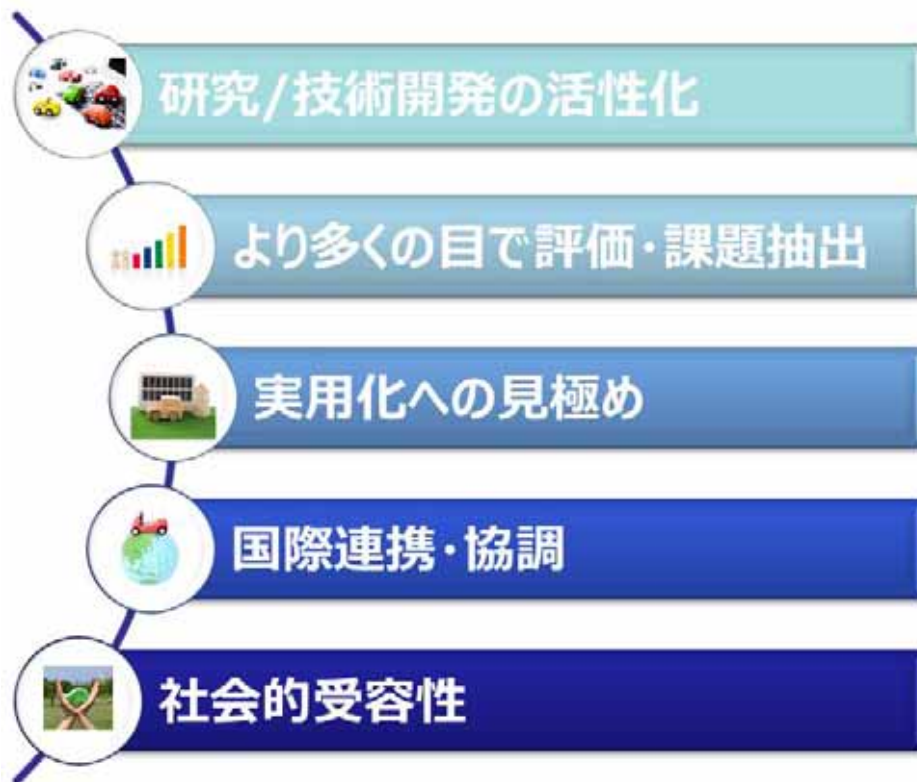 研究/技術開発の活性化
より多くの目で評価・課題抽出
実用化への見極め
国際連携・協調
社会的受容性